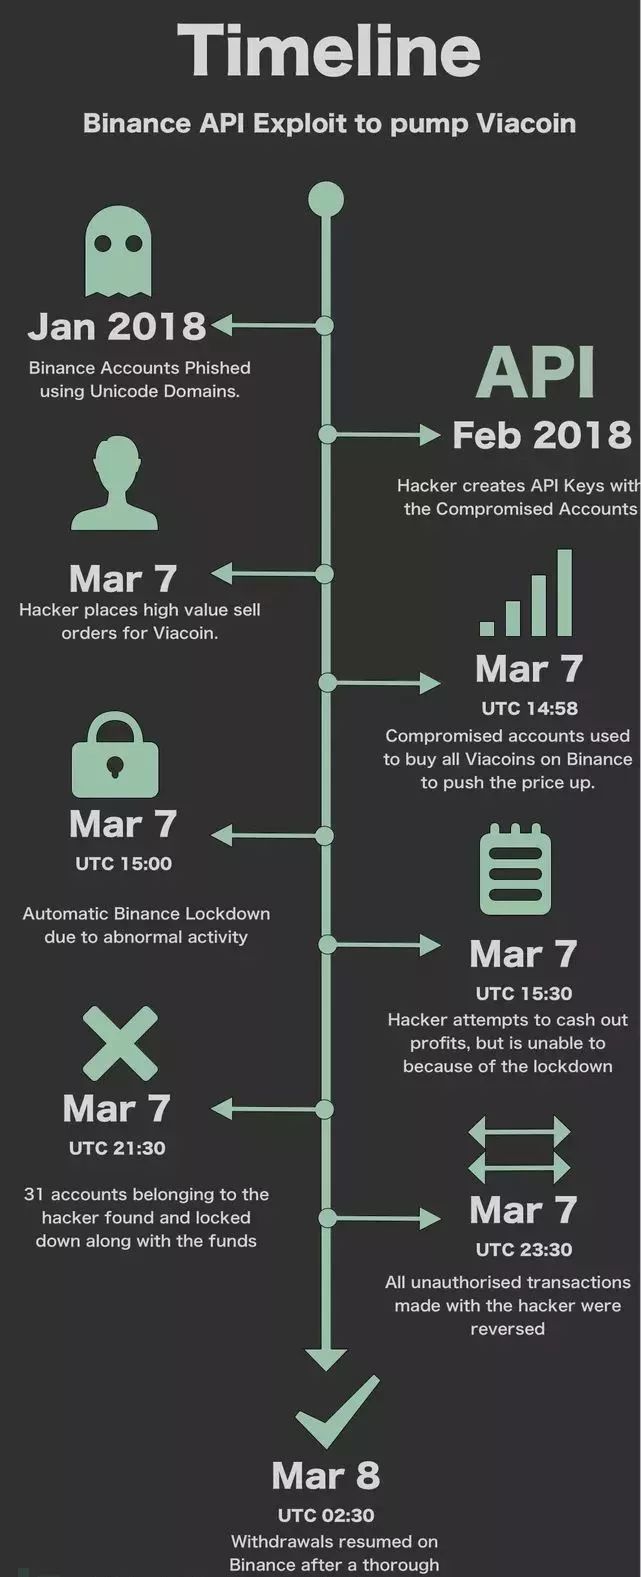 Timeline
Binance API Exploit to pump Viacoin
Jan 2018
Binance Accounts Phished
using Unicode Domains.
API
Feb 2018
Hacker creates API Keys with
the Compromised Accounts
Mar 7
Hacker places high value sell
orders for Viacoin.
Mar 7
UTC 14:58
Compromised accounts used
to buy all Viacoins on Binance
to push the price up.
Mar 7
UTC 15:00
Automatic Binance Lockdown
due to abnormal activity
Mar 7
UTC 15:30
Hacker attempts to cash out
profits, but is unable to
because of the lockdown
Mar 7
UTC 21:30
31 accounts belonging to the
hacker found and locked
down along with the funds
Mar 7
UTC 23:30
All unauthorised transactions
made with the hacker were
reversed
Mar 8
UTC 02:30
Withdrawals resumed on
Binance after a thorough